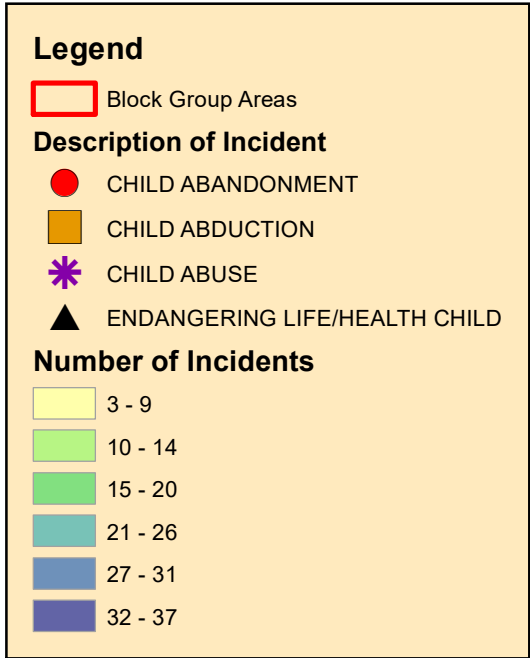 Legend
Block Group Areas
Description of Incident
CHILD ABANDONMENT
CHILD ABDUCTION
CHILD ABUSE
ENDANGERING LIFE/HEALTH CHILD
Number of Incidents
3 - 9
10 - 14
15 - 20
21 - 26
27 - 31
32 - 37